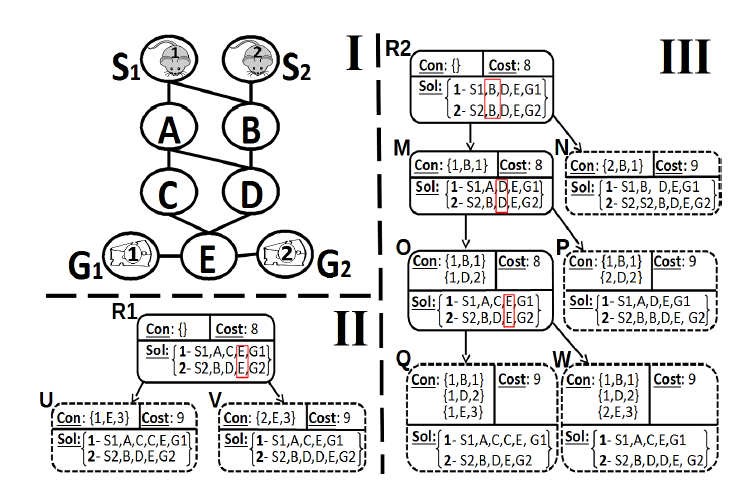 I
1
2
S1
S2
A
B
C
D
G1
1
E
2
G2
R1
II
Con: {}
Cost: 8
Sol:
1- S1,A,C,E,G1
2- S2,B,D,E,G2
U
Con: {1,E,3}
Cost: 9
Sol:
1- S1,A,C,C,E,G1
2- S2,B,D,E,G2
V
Con: {2,E,3}
Cost: 9
Sol:
1- S1,A,C,E,G1
2- S2,B,D,D,E,G2
R2
III
Con: {}
Cost: 8
Sol:
1- S1,B,D,E,G1
2- S2,B,D,E,G2
M
Con: {1,B,1}
Cost: 8
Sol:
1- S1,A,D,E,G1
2- S2,B,D,E,G2
N
Con: {2,B,1}
Cost: 9
Sol:
1- S1,B, D,E,G1
2- S2,S2,B,D,E,G2
O
Con: {1,B,1}
{1,D,2}
Cost: 8
Sol:
1- S1,A,C,E,G1
2- S2,B,D,E,G2
P
Con: {1,B,1}
{2,D,2}
Cost: 9
Sol:
1- S1,A,D,E,G1
2- S2,B,B,D,E, G2
Q
Con: {1,B,1}
{1,D,2}
{1,E,3}
Cost: 9
Sol:
1- S1,A,C,C,E, G1
2- S2,B,D,E,G2
W
Con: {1,B,1}
{1,D,2}
{2,E,3}
Cost: 9
Sol:
1- S1,A,C,E,G1
2- S2,B,D,D,E, G2